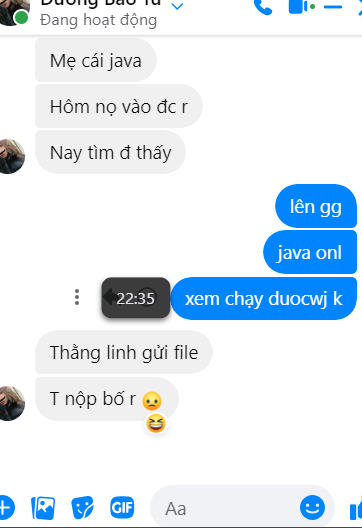 Dương Bảo Tú
Đang hoạt động
Mẹ cái java
Hôm nọ vào đc r
Nay tìm đ thấy
lên gg
java onl
22:35
xem chạy duocwj k
Thằng linh gửi file
T nộp bố r 🙁
😆
GIF
Aa